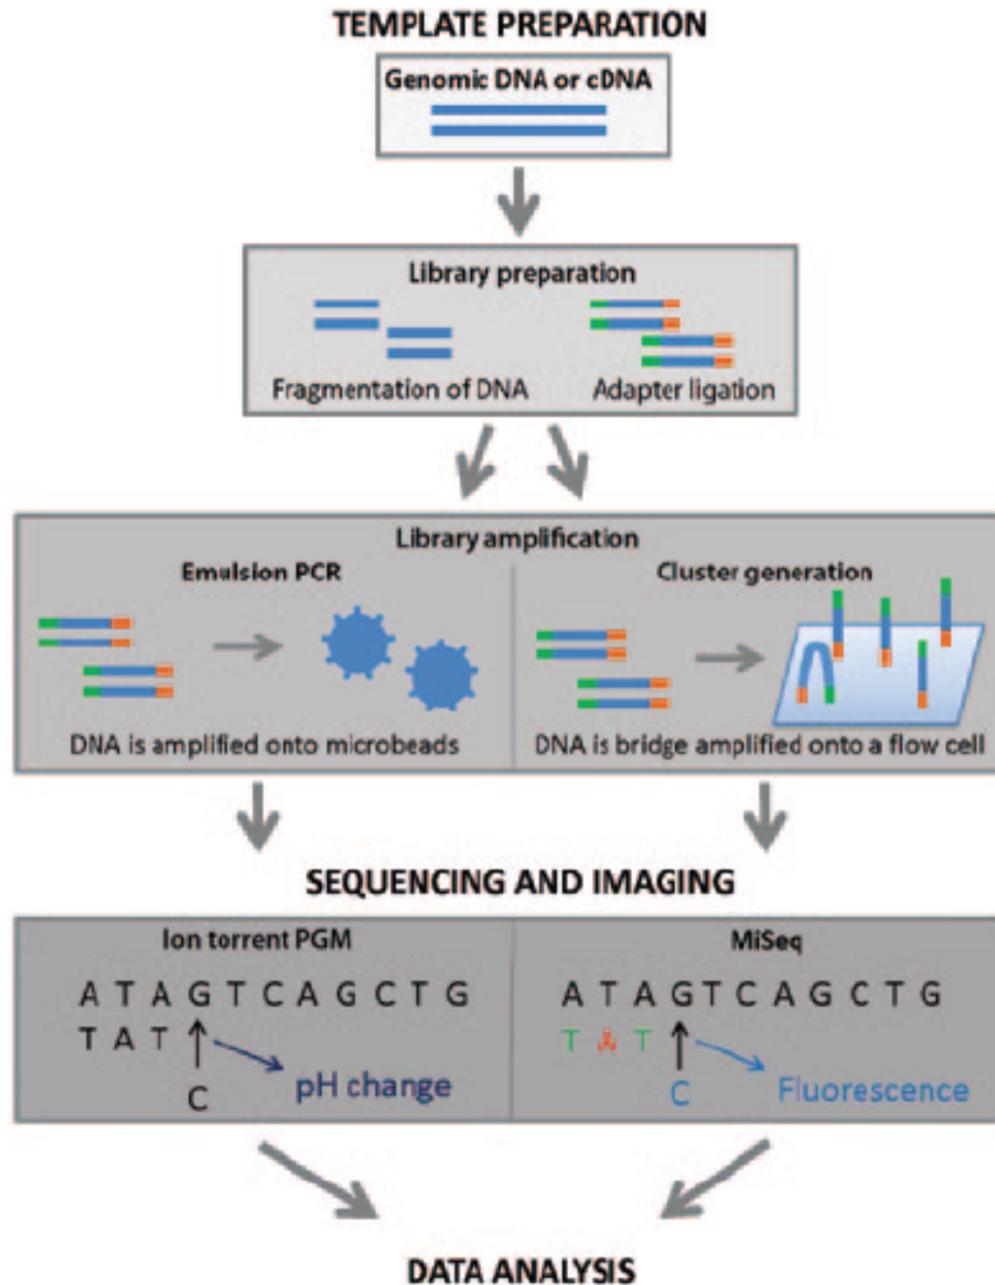 TEMPLATE PREPARATION
Genomic DNA or cDNA
Library preparation
Fragmentation of DNA
Adapter ligation
Library amplification
Emulsion PCR
DNA is amplified onto microbeads
Cluster generation
DNA is bridge amplified onto a flow cell
SEQUENCING AND IMAGING
Ion torrent PGM
A T A G T C A G C T G
T A T
C
pH change
MiSeq
A T A G T C A G C T G
T A T
C
Fluorescence
DATA ANALYSIS